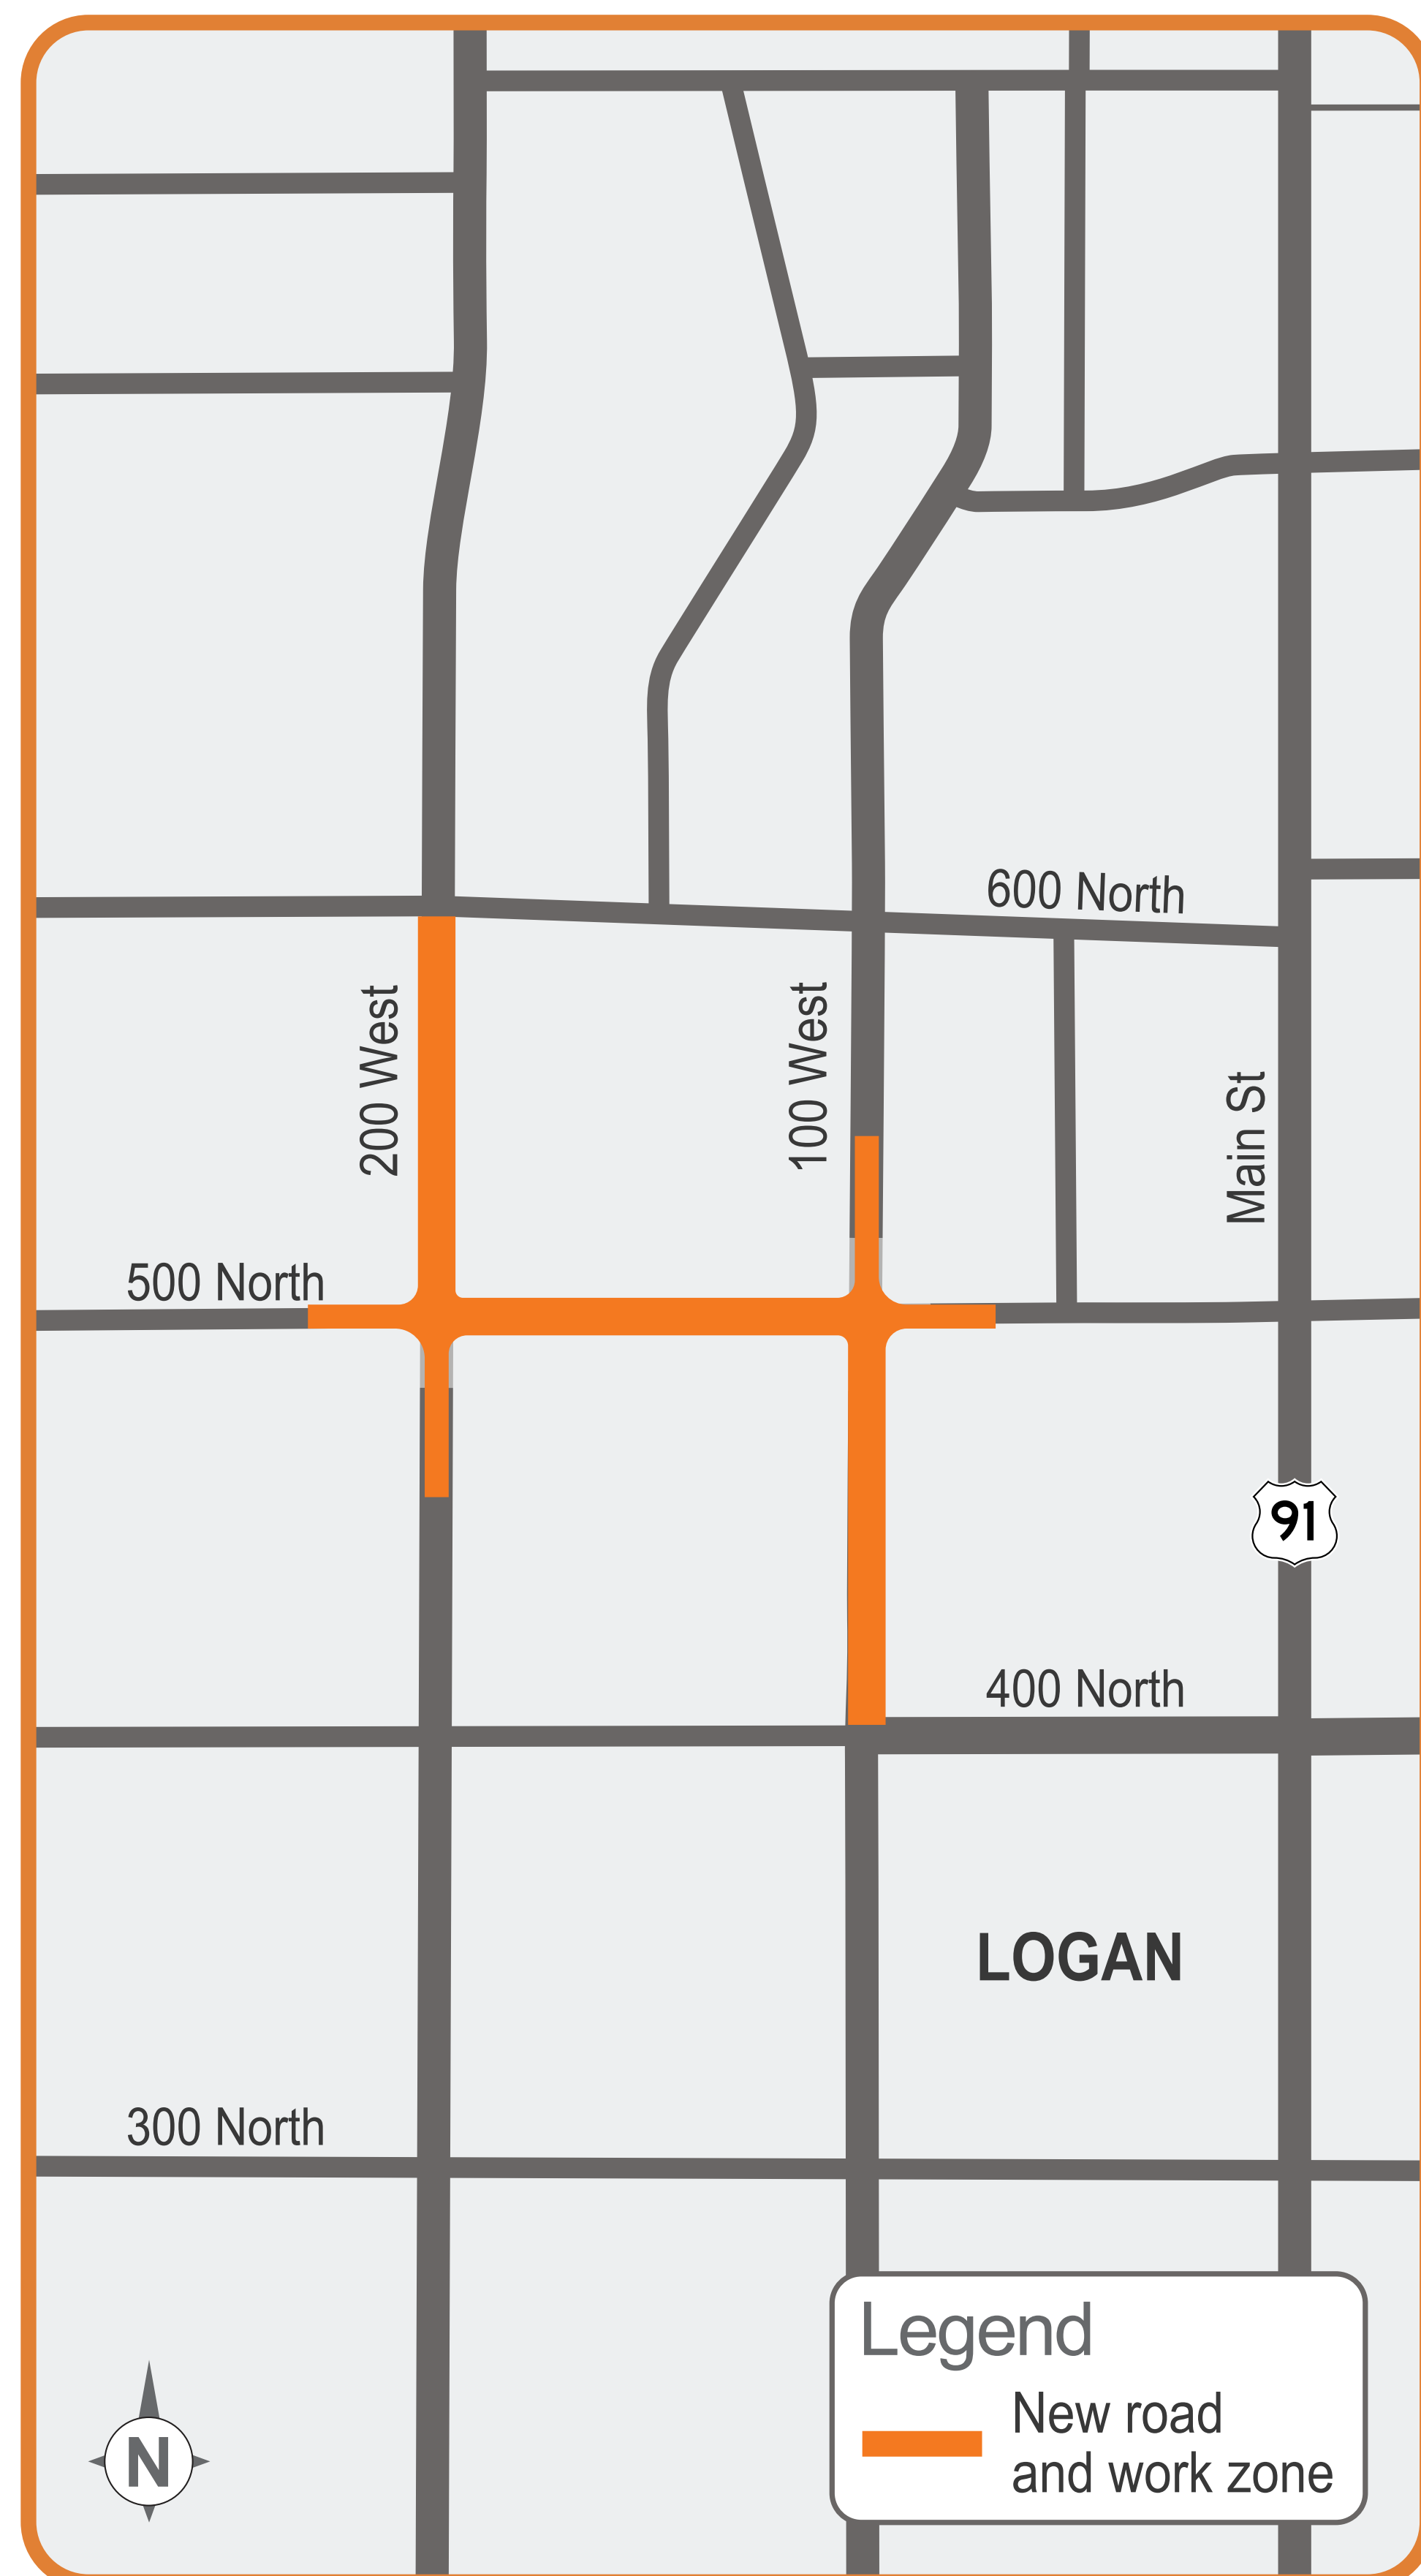 600 North
200 West
100 West
Main St
500 North
91
400 North
LOGAN
300 North
Legend
New road
and work zone
N